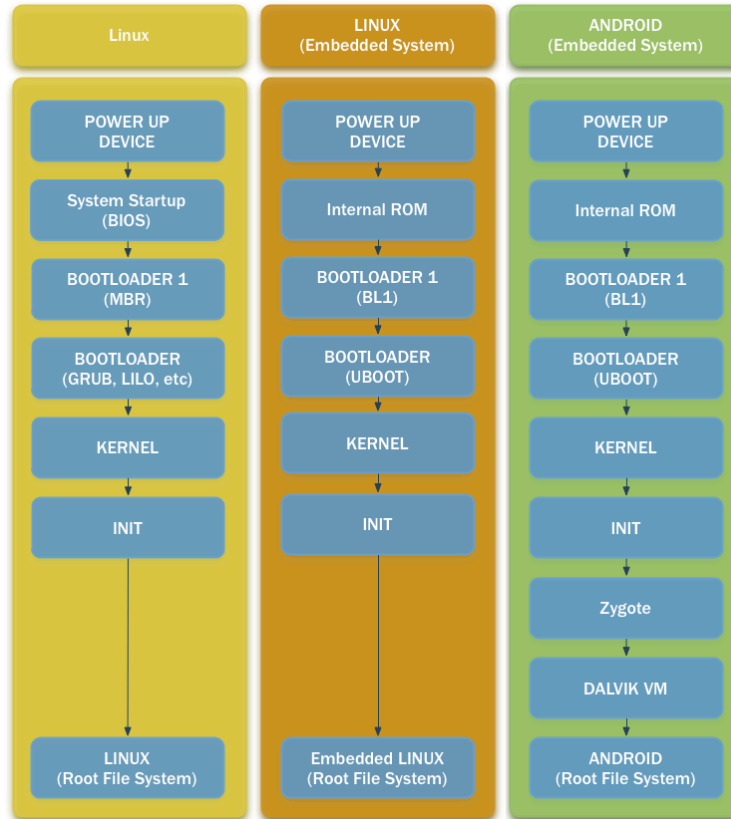 Linux
LINUX
(Embedded System)
ANDROID
(Embedded System)
POWER UP
DEVICE
System Startup
(BIOS)
BOOTLOADER 1
(MBR)
BOOTLOADER
(GRUB, LILO, etc)
KERNEL
INIT
LINUX
(Root File System)
POWER UP
DEVICE
Internal ROM
BOOTLOADER 1
(BL1)
BOOTLOADER
(UBOOT)
KERNEL
INIT
Embedded LINUX
(Root File System)
POWER UP
DEVICE
Internal ROM
BOOTLOADER 1
(BL1)
BOOTLOADER
(UBOOT)
KERNEL
INIT
Zygote
DALVIK VM
ANDROID
(Root File System)